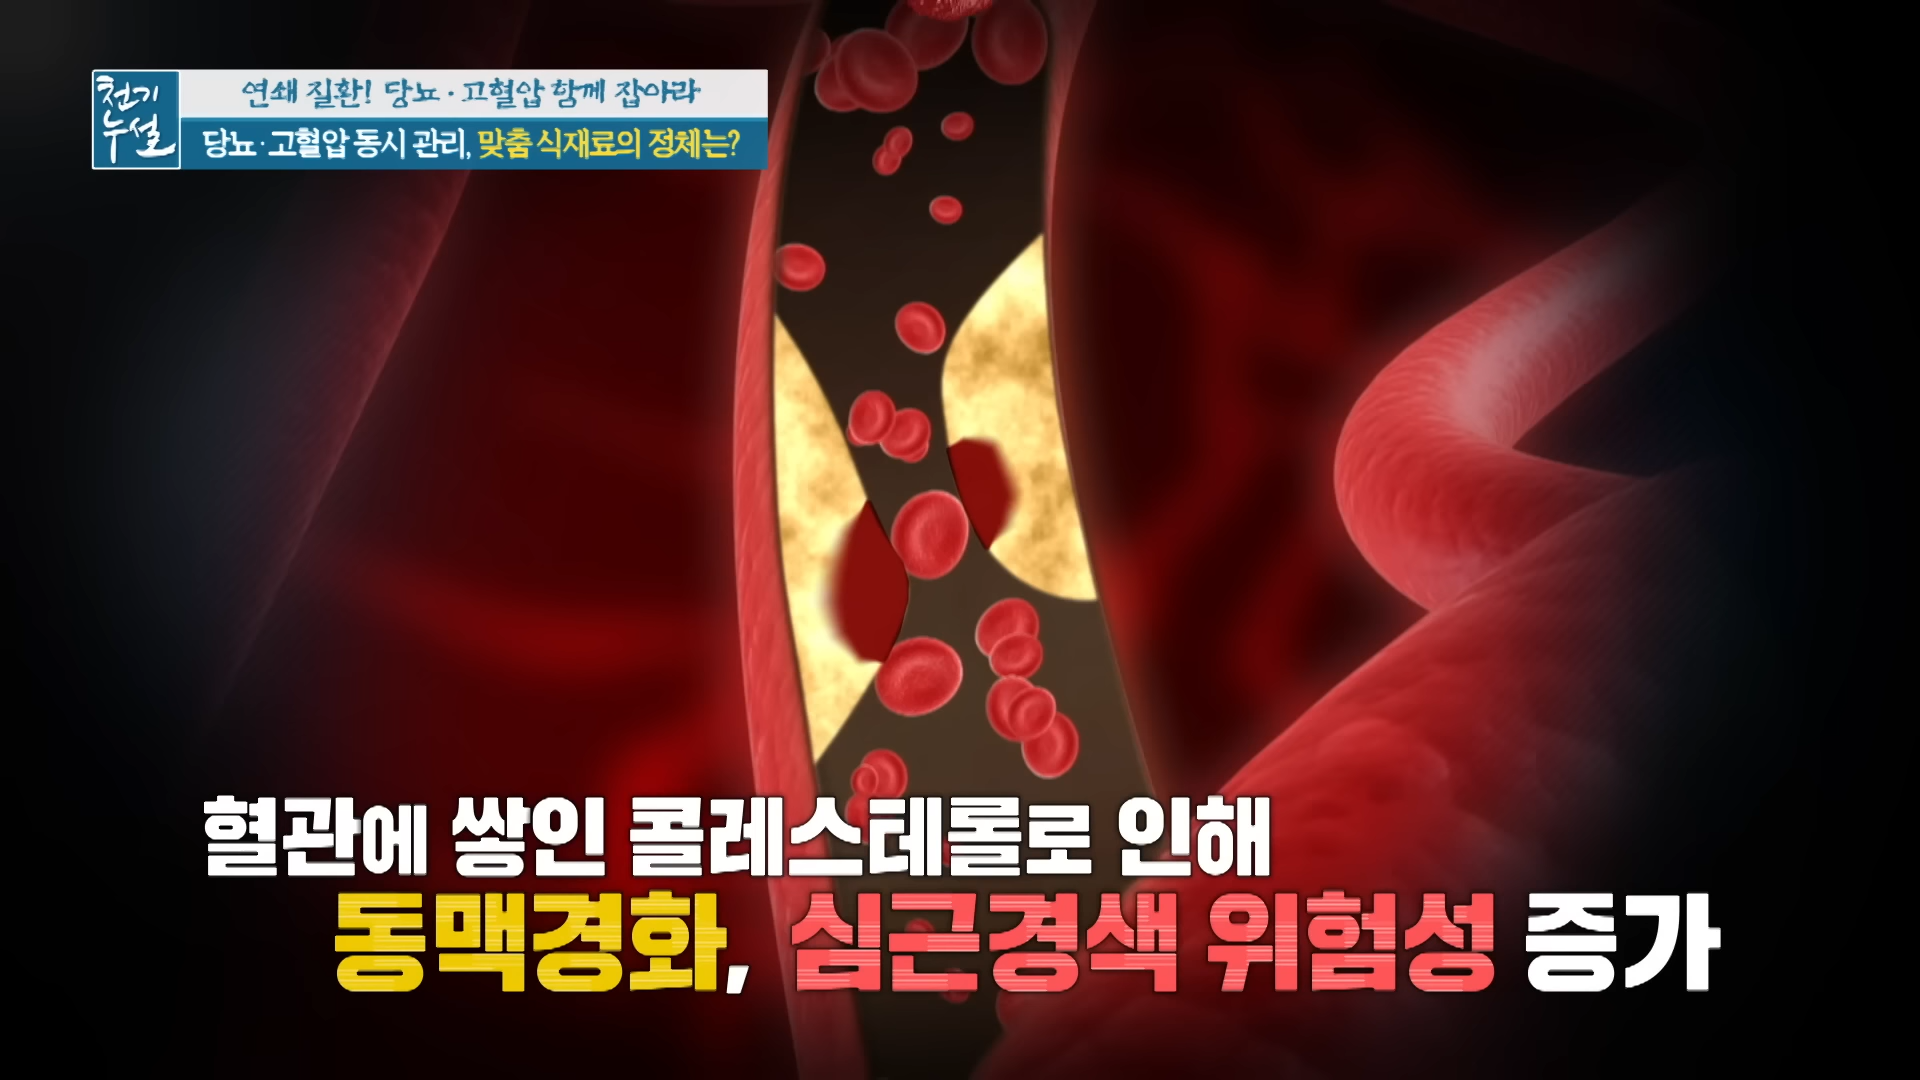 천기누설
연쇄 질환! 당뇨·고혈압 함께 잡아라
당뇨·고혈압 동시 관리, 맞춤 식재료의 정체는?
혈관에 쌓인 콜레스테롤로 인해
동맥경화, 심근경색 위험성 증가